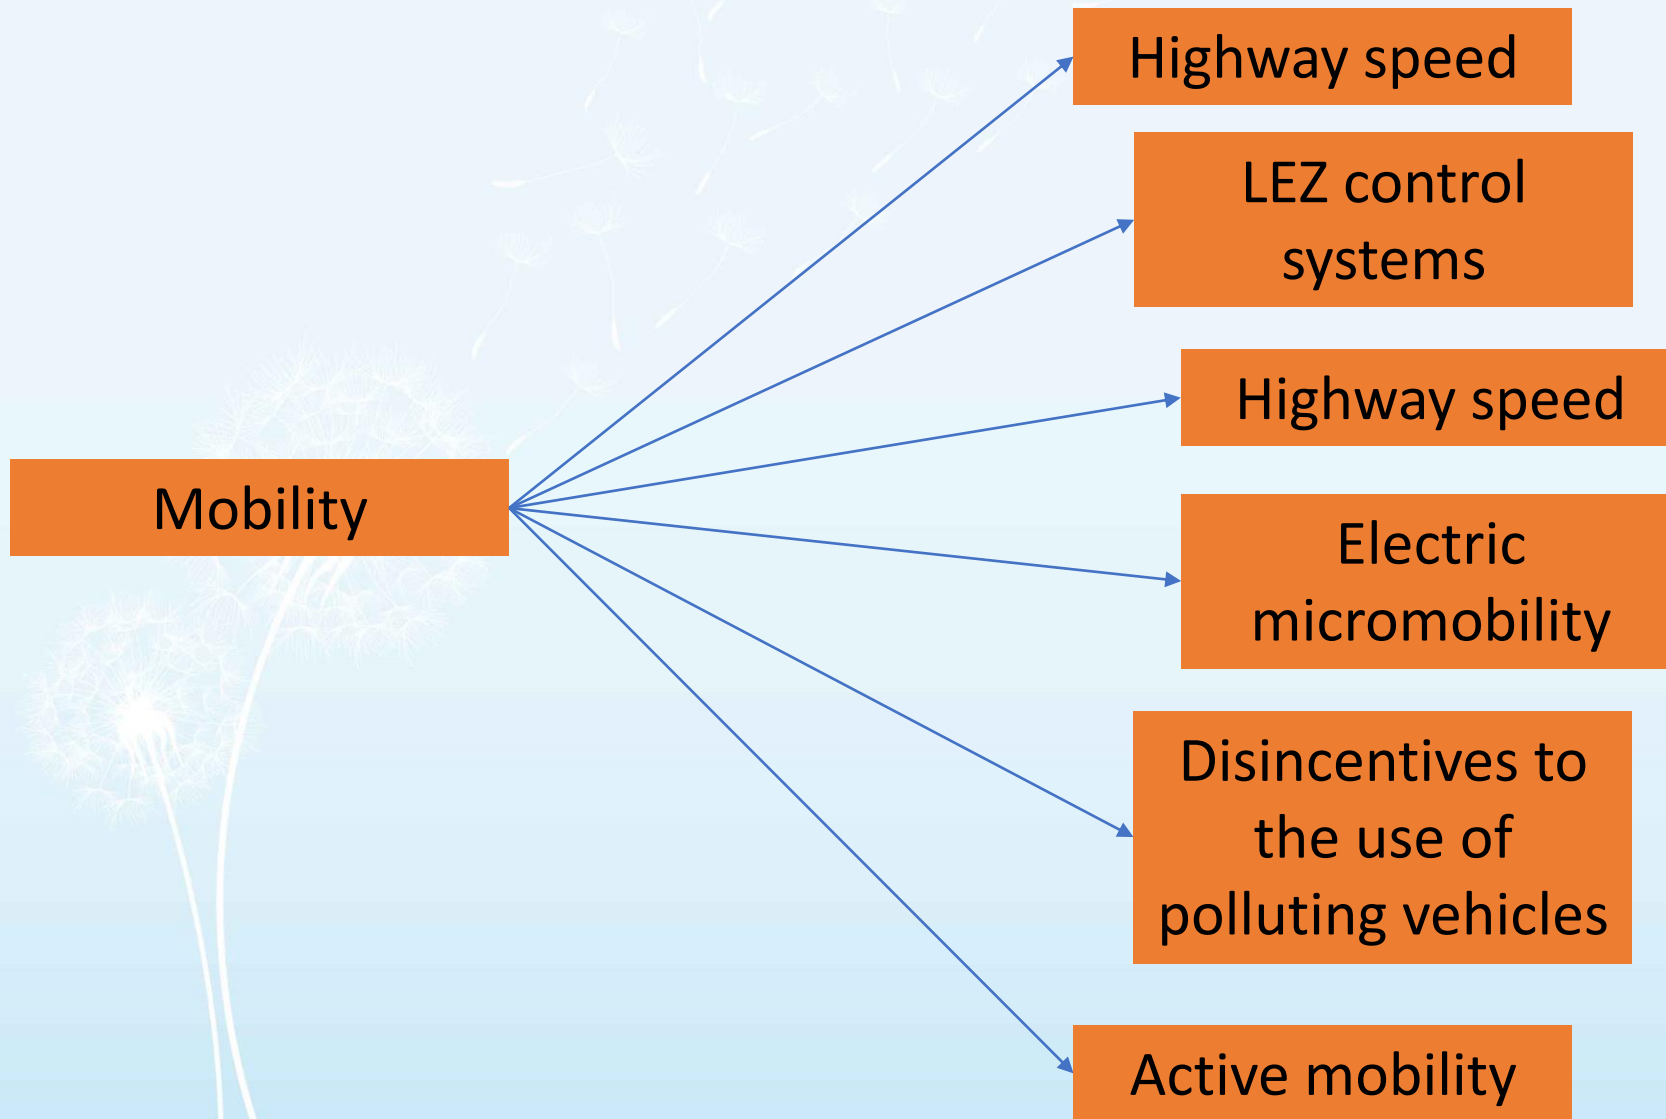 Highway speed
LEZ control
systems
Highway speed
Mobility
Electric
micromobility
Disincentives to
the use of
polluting vehicles
Active mobility